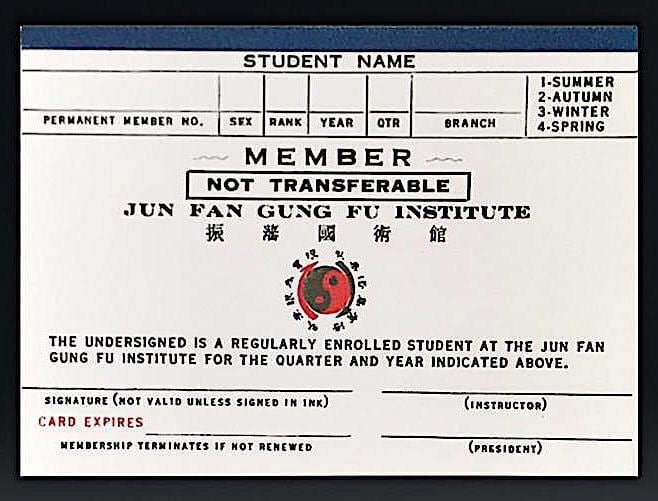 STUDENT NAME
1-SUMMER
2-AUTUMN
3-WINTER
4-SPRING
PERMANENT MEMBER NO. SEX RANK YEAR QTR BRANCH
MEMBER
NOT TRANSFERABLE
JUN FAN GUNG FU INSTITUTE
振藩國術館
THE UNDERSIGNED IS A REGULARLY ENROLLED STUDENT AT THE JUN FAN
GUNG FU INSTITUTE FOR THE QUARTER AND YEAR INDICATED ABOVE.
SIGNATURE (NOT VALID UNLESS SIGNED IN INK) (INSTRUCTOR)
CARD EXPIRES
MEMBERSHIP TERMINATES IF NOT RENEWED (PRESIDENT)